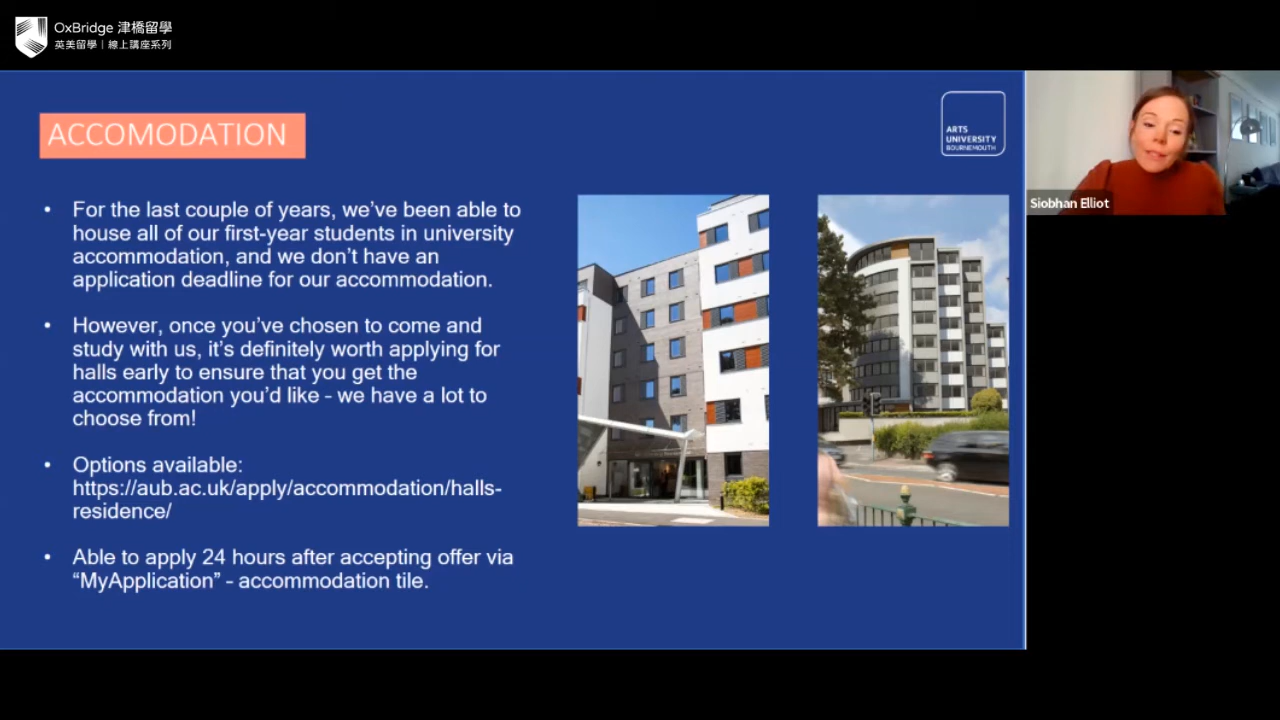 OxBridge 津橋留學
英美留學 | 線上講座系列
ACCOMODATION
ARTS
UNIVERSITY
BOURNEMOUTH
• For the last couple of years, we’ve been able to
house all of our first-year students in university
accommodation, and we don’t have an
application deadline for our accommodation.
• However, once you’ve chosen to come and
study with us, it’s definitely worth applying for
halls early to ensure that you get the
accommodation you’d like - we have a lot to
choose from!
• Options available:
https://aub.ac.uk/apply/accommodation/halls-
residence/
• Able to apply 24 hours after accepting offer via
“MyApplication” - accommodation tile.
Siobhan Elliot